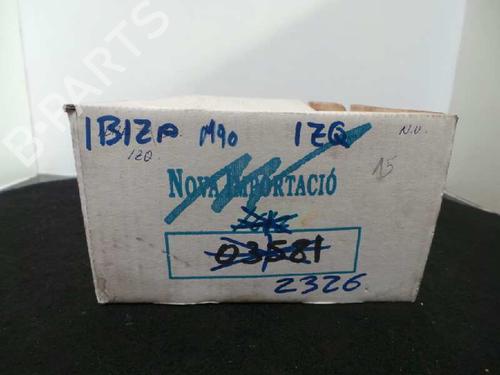 B-PARTS
IBIZA M90 IZQ N.U.
IZQ.
15
NOVA IMPORTACIÓ
03581
2326